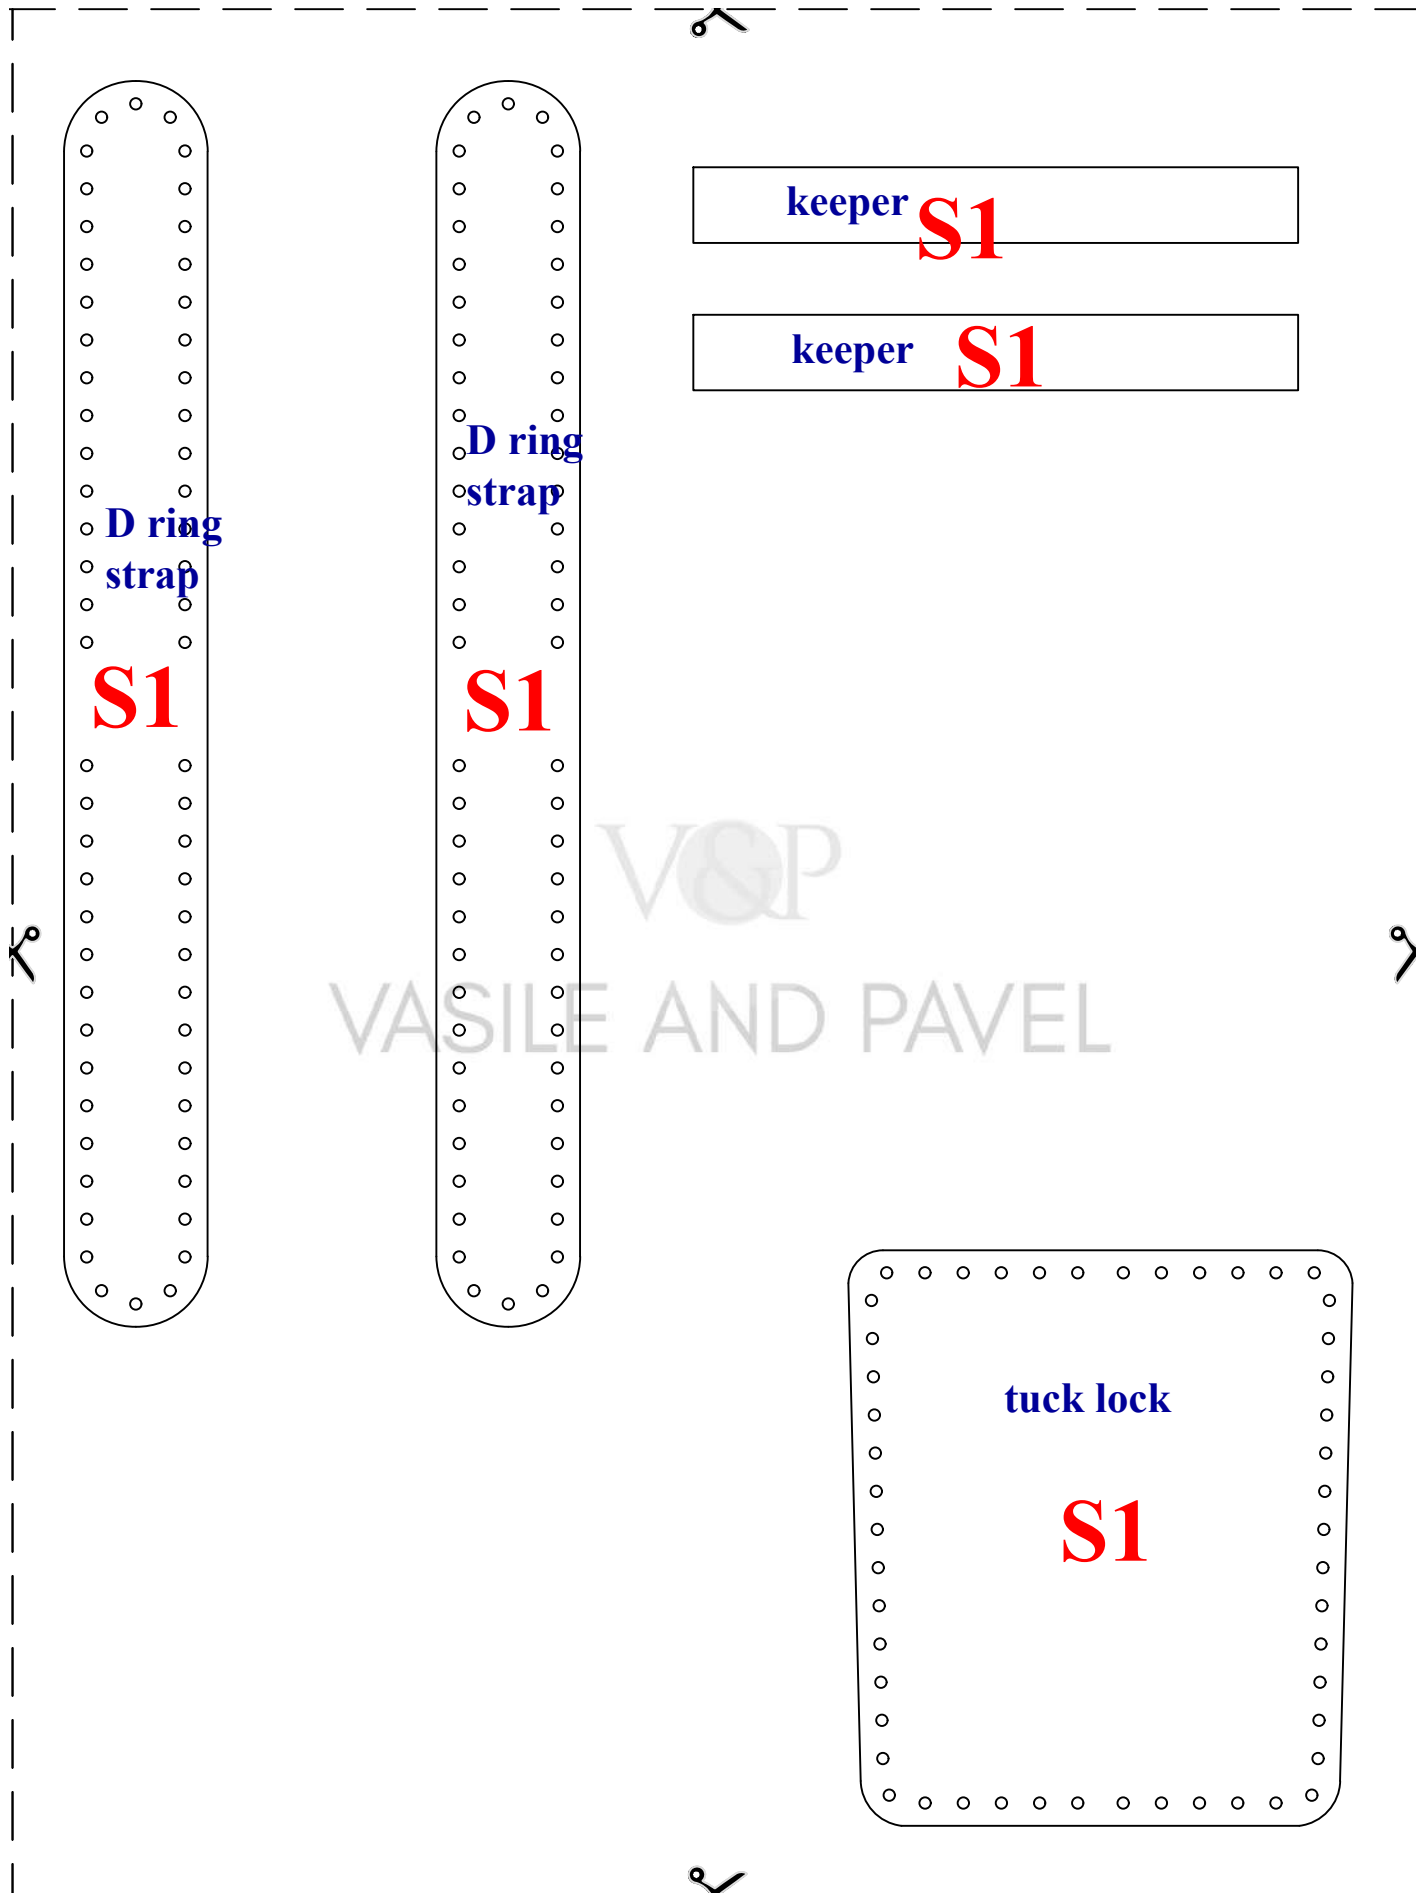 keeper S1
keeper S1
D ring
strap
S1
D ring
strap
S1
V&P
VASILE AND PAVEL
tuck lock
S1